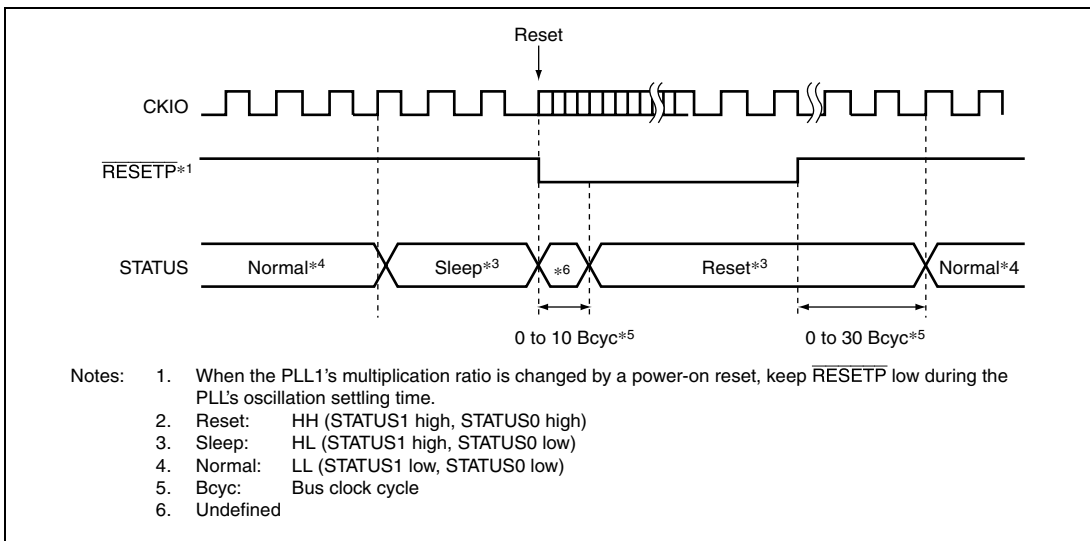 Reset
CKIO
RESETP*1
STATUS
Normal*4
Sleep*3
*6
Reset*3
Normal*4
0 to 10 Bcyc*5
0 to 30 Bcyc*5
Notes: 1. When the PLL1's multiplication ratio is changed by a power-on reset, keep RESETP low during the
PLL's oscillation settling time.
2. Reset: HH (STATUS1 high, STATUS0 high)
3. Sleep: HL (STATUS1 high, STATUS0 low)
4. Normal: LL (STATUS1 low, STATUS0 low)
5. Bcyc: Bus clock cycle
6. Undefined